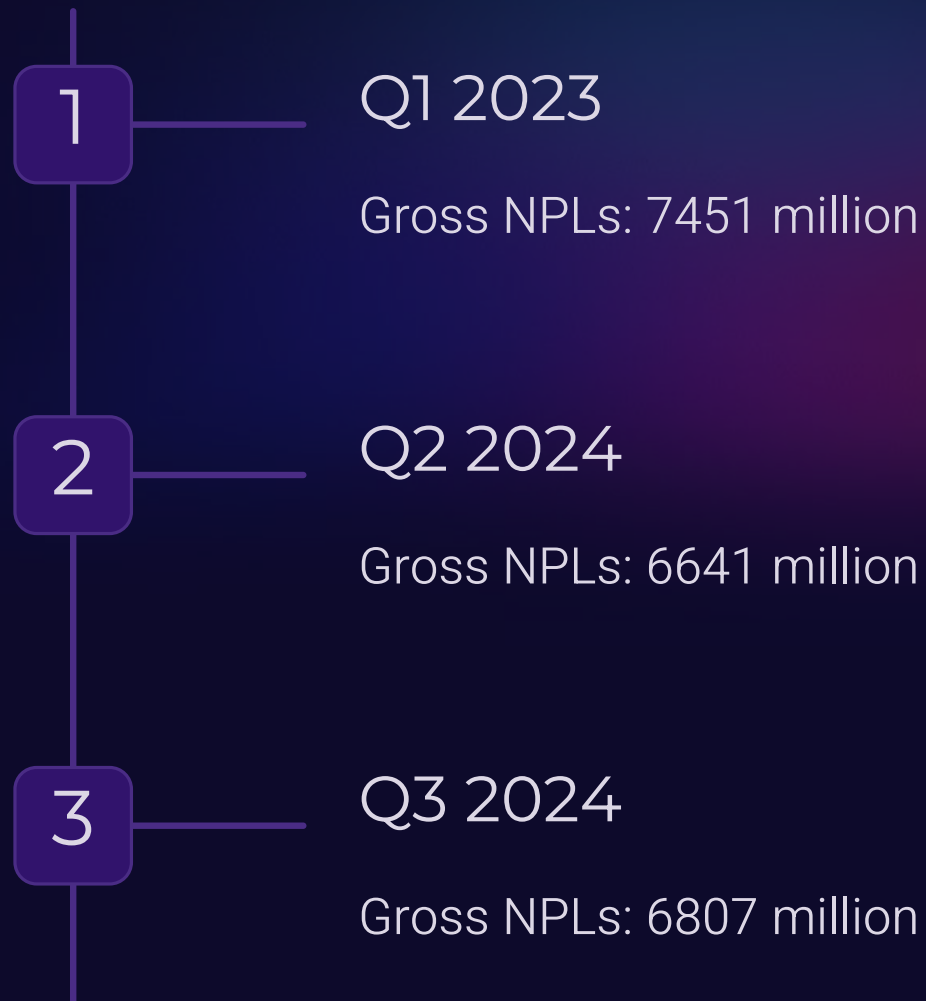 1
Q1 2023
Gross NPLs: 7451 million
2
Q2 2024
Gross NPLs: 6641 million
3
Q3 2024
Gross NPLs: 6807 million